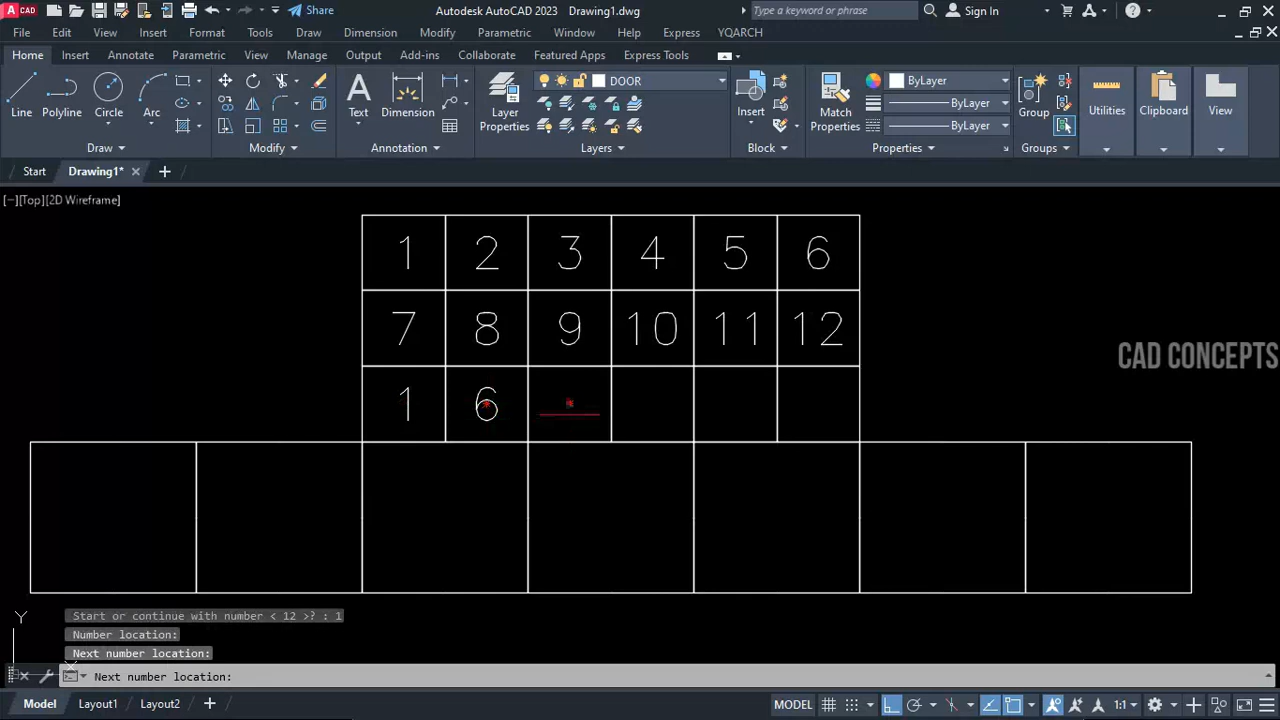 CAD Share Autodesk AutoCAD 2023 Drawing1.dwg Type a keyword or phrase Sign In
File Edit View Insert Format Tools Draw Dimension Modify Parametric Window Help Express YQARCH
Home Insert Annotate Parametric View Manage Output Add-ins Collaborate Featured Apps Express Tools
DOOR ByLayer
Line Polyline Circle Arc Text Dimension Layer Properties Insert Match Properties ByLayer Group Utilities Clipboard View
ByLayer
Draw Modify Annotation Layers Block Properties Groups
Start Drawing1*
[−][Top][2D Wireframe]
1 2 3 4 5 6
7 8 9 10 11 12
CAD CONCEPTS
1 6
Y Start or continue with number < 12 >? : 1
Number location:
Next number location:
X Next number location:
Model Layout1 Layout2 MODEL 1:1